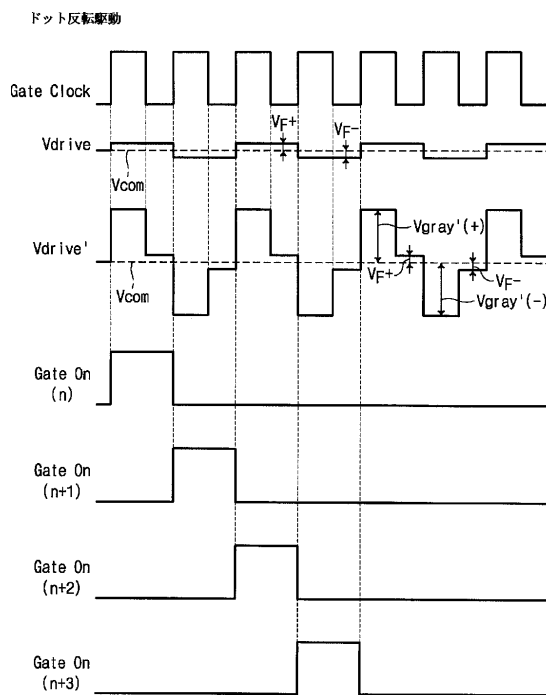 ドット反転駆動
Gate Clock
VF+
VF-
Vdrive
Vcom
Vgray'(+)
Vdrive'
Vcom
VF+
VF-
Vgray'(-)
Gate On
(n)
Gate On
(n+1)
Gate On
(n+2)
Gate On
(n+3)